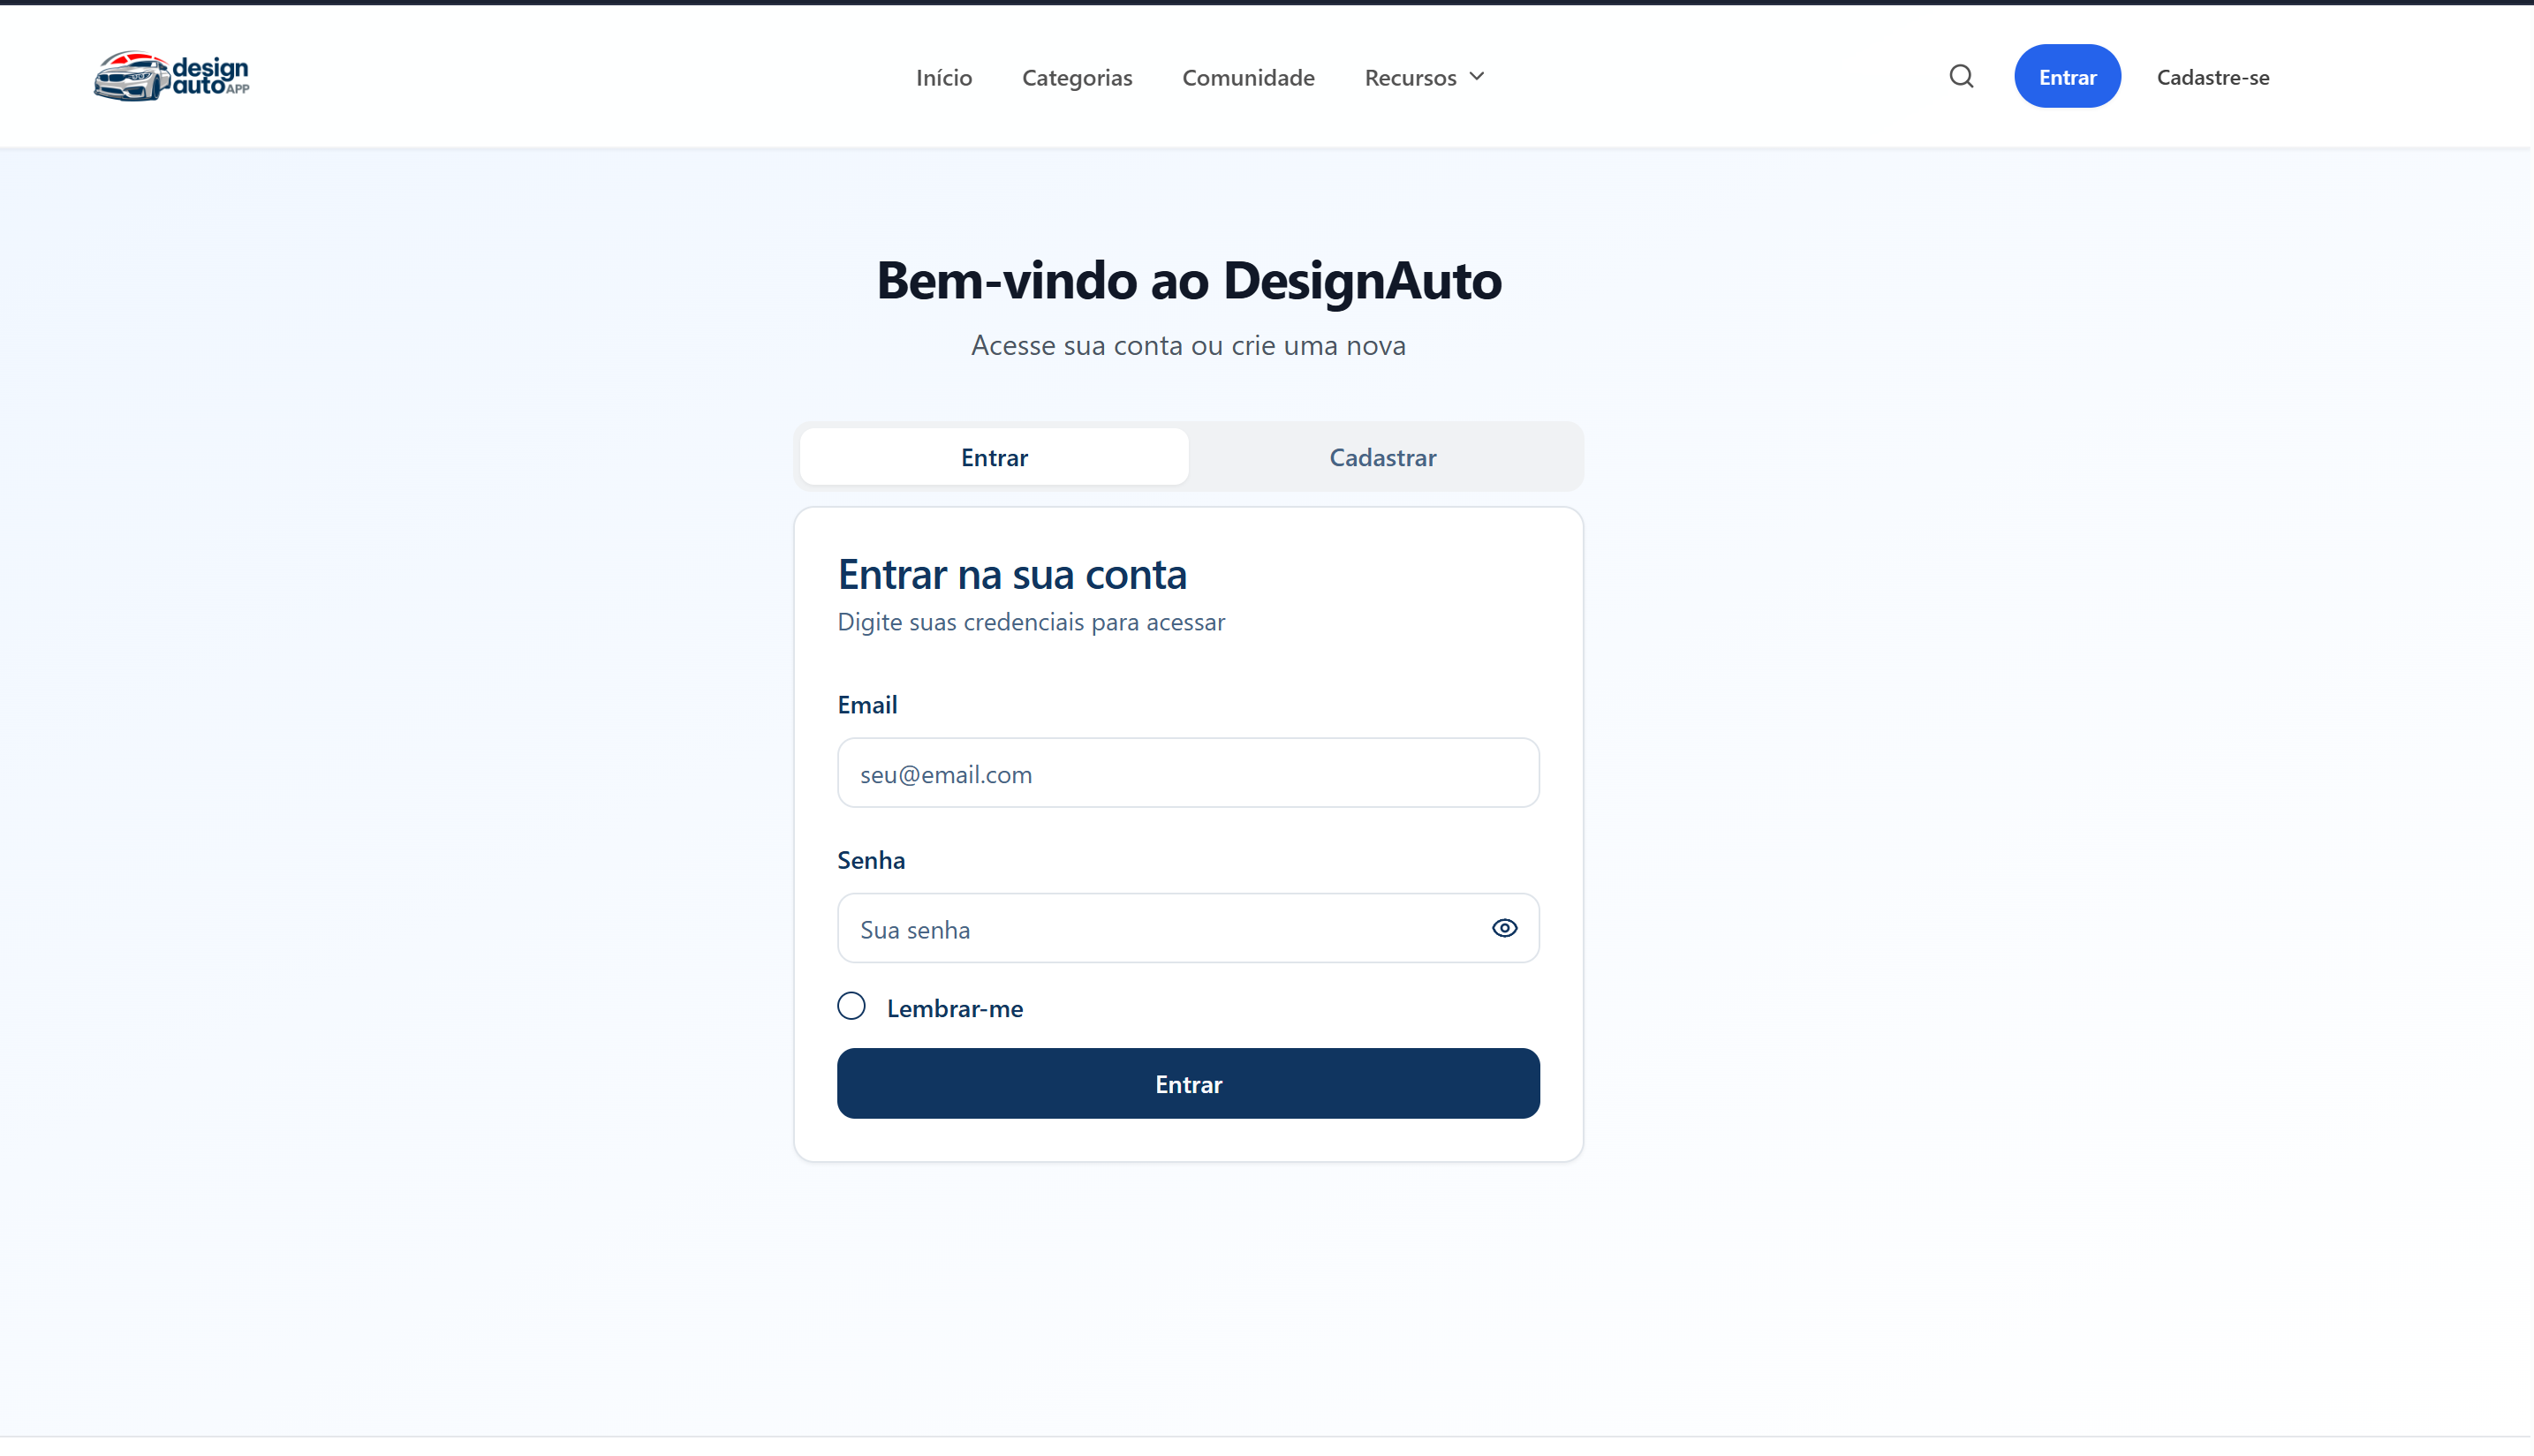 design
autoAPP
Início Categorias Comunidade Recursos Entrar Cadastre-se
Bem-vindo ao DesignAuto
Acesse sua conta ou crie uma nova
Entrar Cadastrar
Entrar na sua conta
Digite suas credenciais para acessar
Email
seu@email.com
Senha
Sua senha
Lembrar-me
Entrar